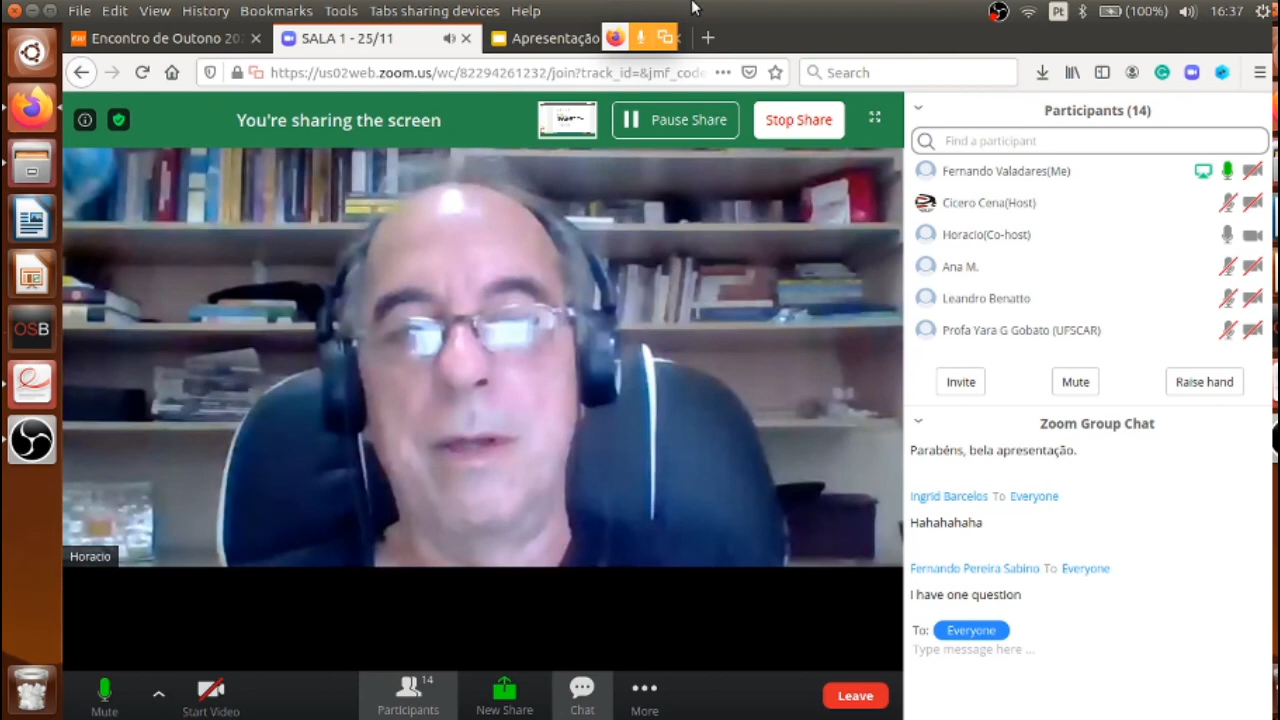 File Edit View History Bookmarks Tools Tabs sharing devices Help
Pt (100%) 16:37
Encontro de Outono 20
SALA 1 - 25/11
Apresentação
https://us02web.zoom.us/wc/82294261232/join?track_id=&jmf_code
Search
You're sharing the screen
Pause Share
Stop Share
Participants (14)
Find a participant
Fernando Valadares(Me)
Cicero Cena(Host)
Horacio(Co-host)
Ana M.
Leandro Benatto
Profa Yara G Gobato (UFSCAR)
Invite
Mute
Raise hand
Zoom Group Chat
Parabéns, bela apresentação.
Ingrid Barcelos To Everyone
Hahahahaha
Fernando Pereira Sabino To Everyone
I have one question
To: Everyone
Type message here ...
OSB
Horacio
Mute
Start Video
14
Participants
New Share
Chat
More
Leave